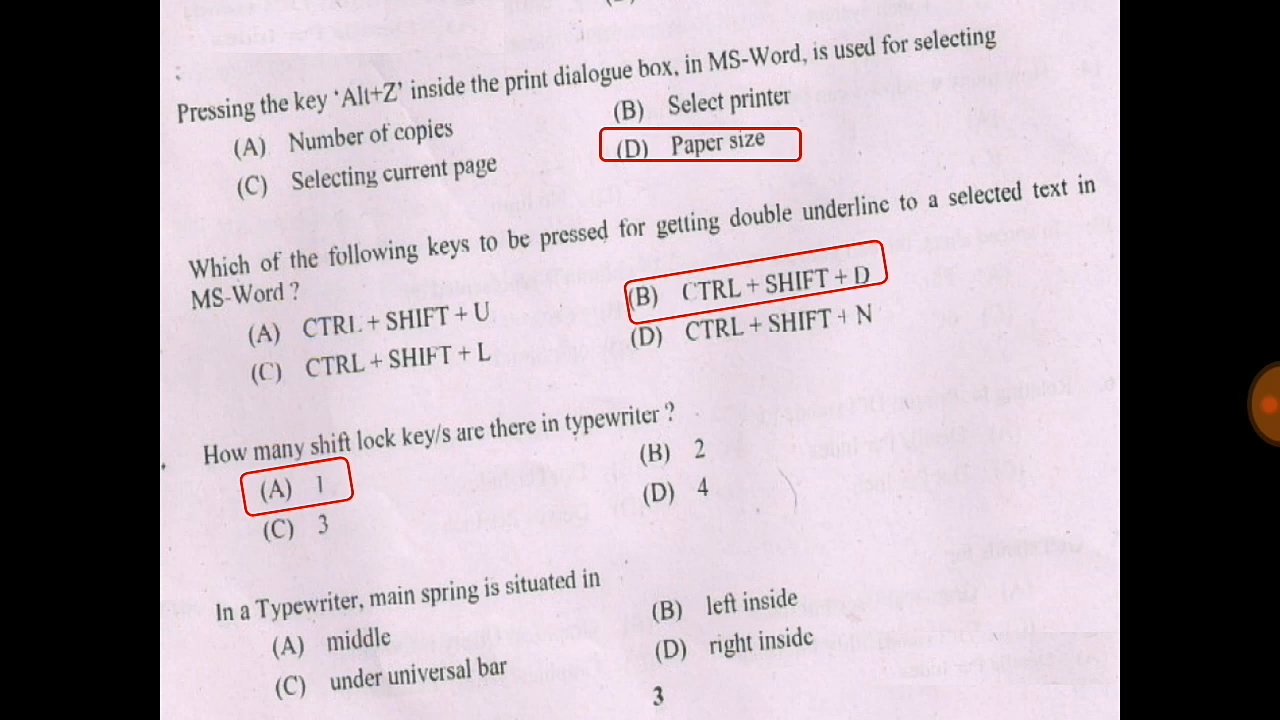 Pressing the key 'Alt+Z' inside the print dialogue box, in MS-Word, is used for selecting
(A) Number of copies (B) Select printer
(C) Selecting current page (D) Paper size
Which of the following keys to be pressed for getting double underline to a selected text in
MS-Word ?
(A) CTRL + SHIFT + U (B) CTRL + SHIFT + D
(C) CTRL + SHIFT + L (D) CTRL + SHIFT + N
How many shift lock key/s are there in typewriter ?
(A) 1 (B) 2
(C) 3 (D) 4
In a Typewriter, main spring is situated in
(A) middle (B) left inside
(C) under universal bar (D) right inside
3